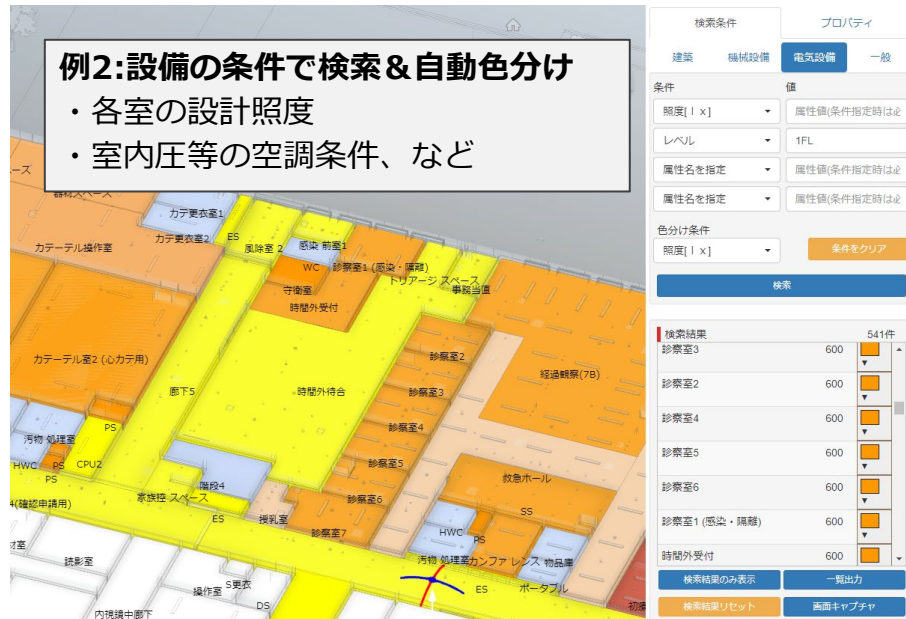 例2:設備の条件で検索＆自動色分け
・各室の設計照度
・室内圧等の空調条件、など
検索条件
プロパティ
建築
機械設備
電気設備
一般
条件
値
照度[lx]
属性値(条件指定時は必
レベル
1FL
属性名を指定
属性値(条件指定時は必
属性名を指定
属性値(条件指定時は必
色分け条件
照度[lx]
条件をクリア
検索
検索結果
541件
診察室3
600
診察室2
600
診察室4
600
診察室5
600
診察室6
600
診察室1 (感染・隔離)
600
時間外受付
600
検索結果のみ表示
一覧出力
検索結果リセット
画面キャプチャ
ース
器材スペース
カテ更衣室1
カテ更衣室2
ES
風除室 2
感染 前室1
カテーテル操作室
WC
診察室1 (感染・隔離)
トリアージ スペース
事務当直
守衛室
時間外受付
カテーテル室2 (心カテ用)
診察室2
経過観察(7B)
廊下5
時間外待合
診察室3
診察室4
PS
汚物 処理室
HWC
PS
CPU2
PS
診察室5
救急ホール
階段4
家族控 スペース
診察室6
4(確認申請用)
ES
授乳室
SS
診察室7
HWC
PS
材室
読影室
汚物 処理室
カンファ レンス
物品庫
操作室
S更衣
ES
ポータブル
DS
内視鏡中廊下
初療